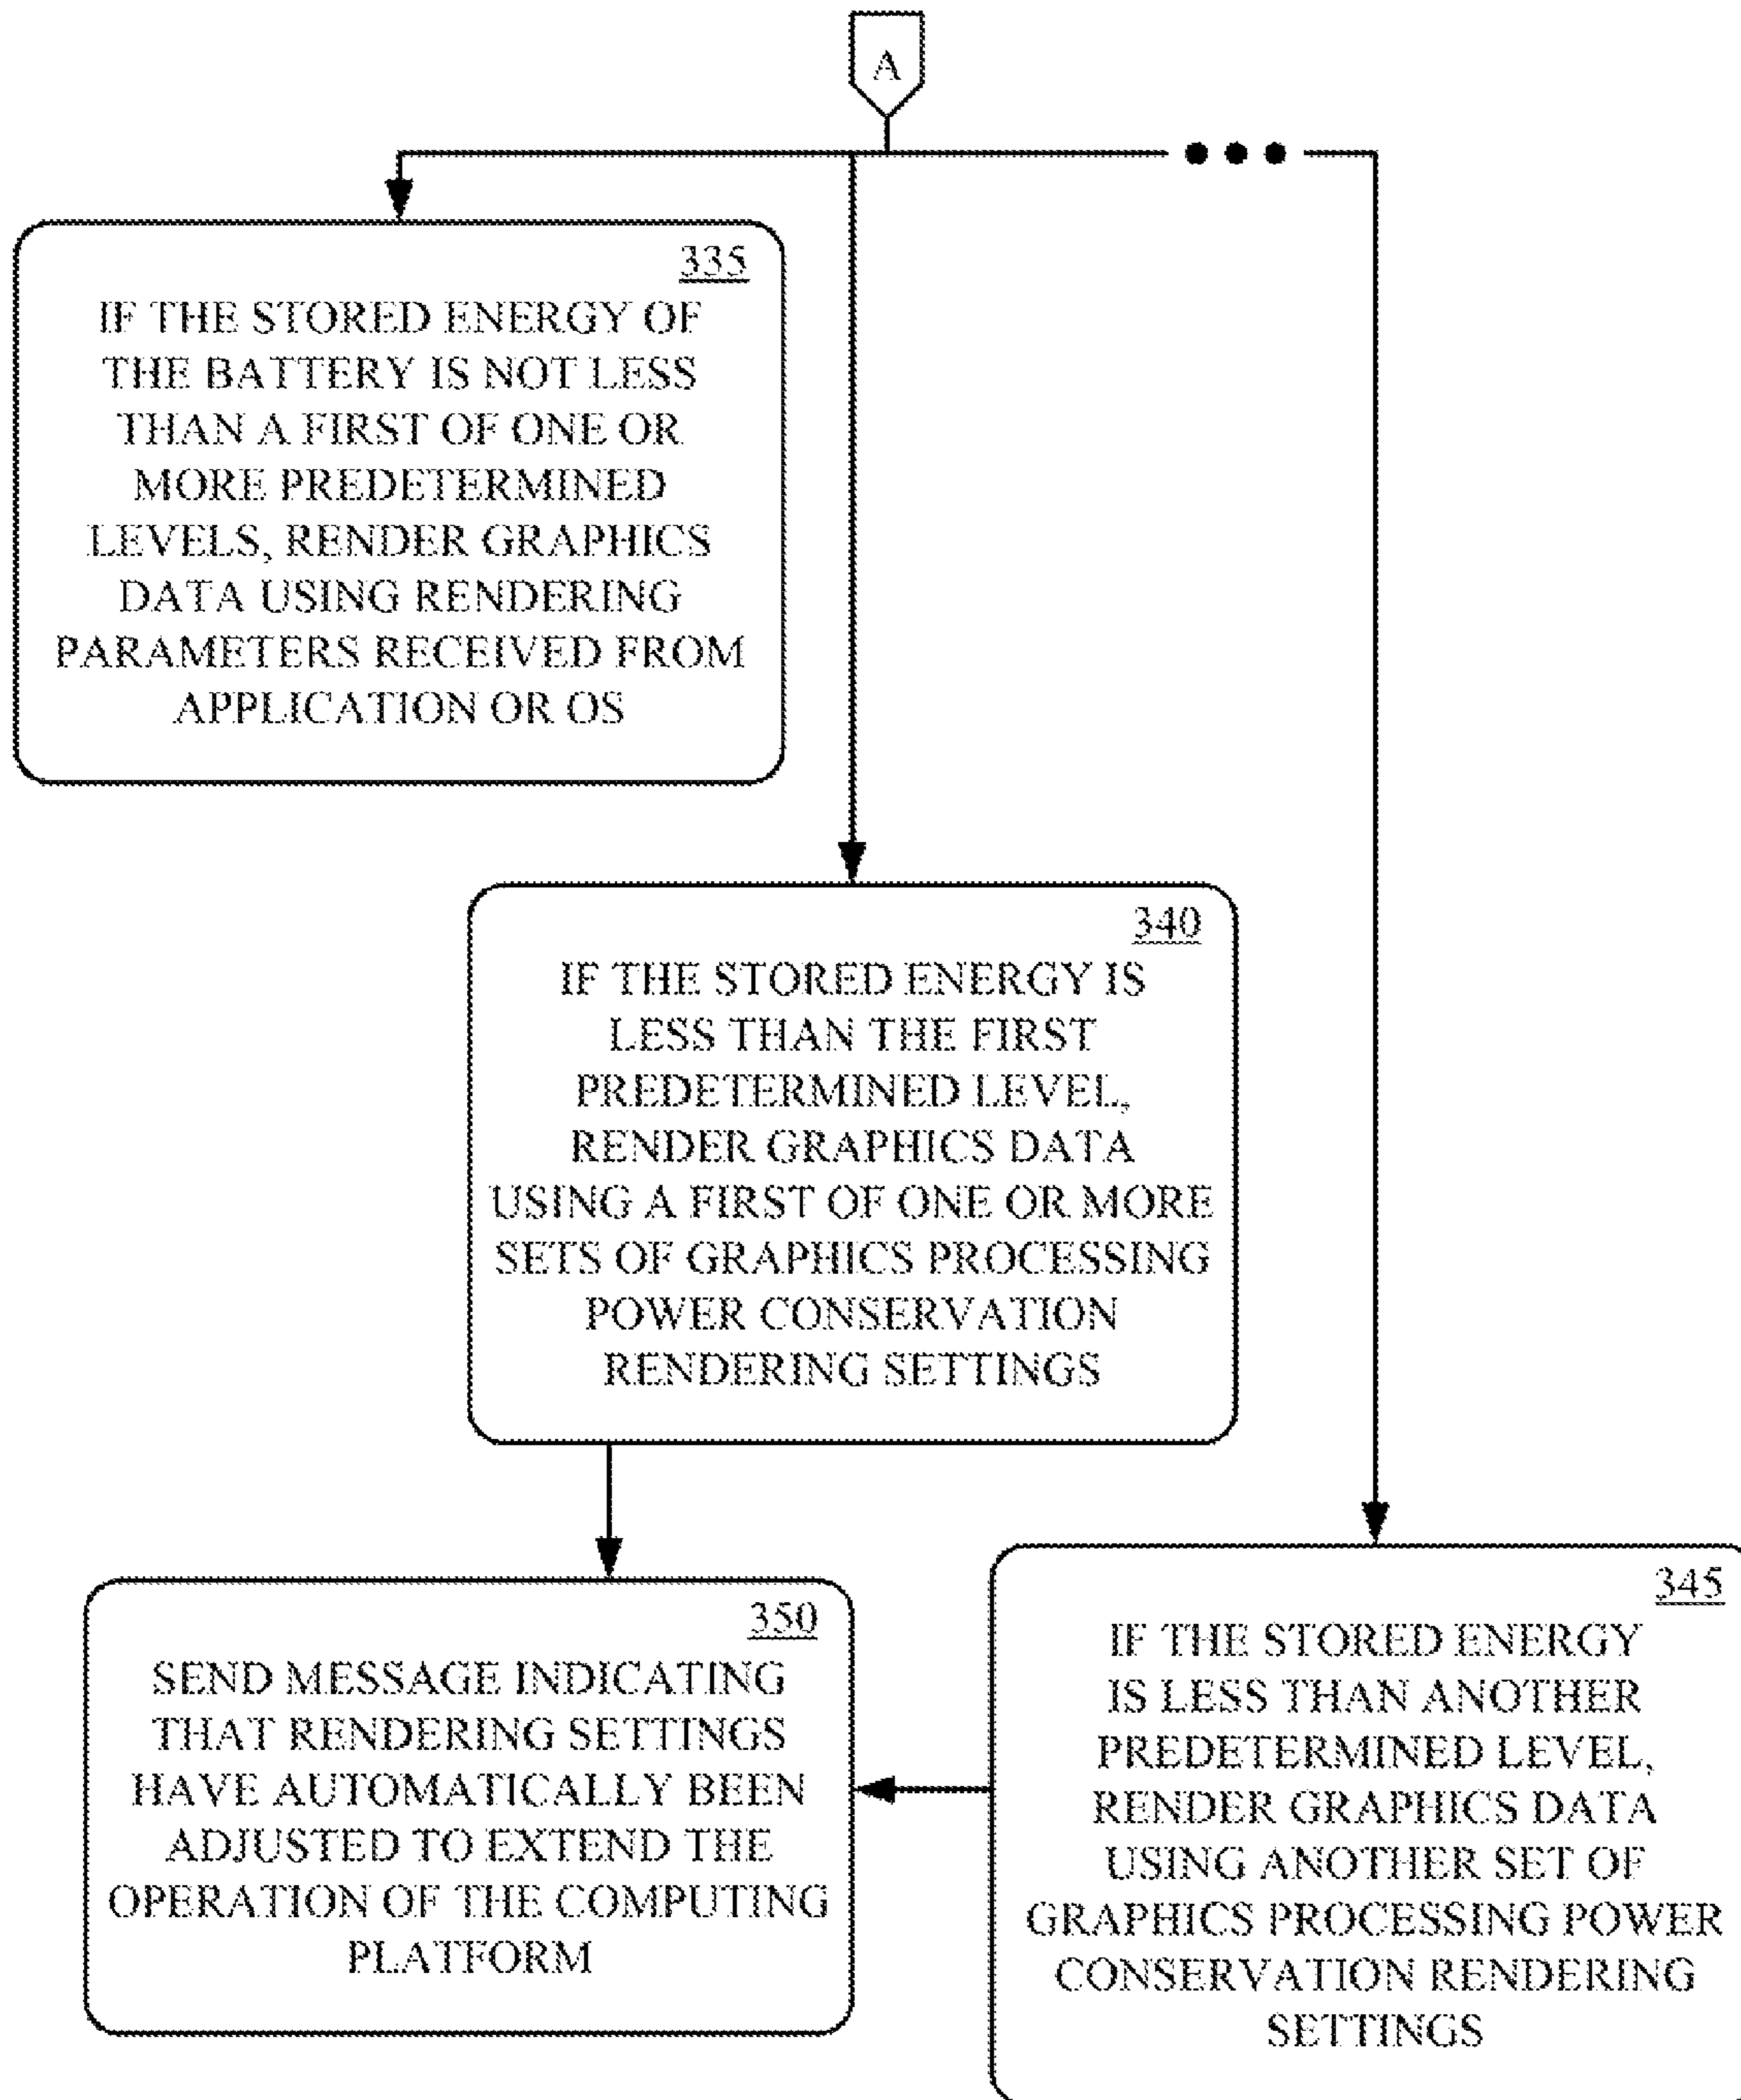 A
335
IF THE STORED ENERGY OF
THE BATTERY IS NOT LESS
THAN A FIRST OF ONE OR
MORE PREDETERMINED
LEVELS, RENDER GRAPHICS
DATA USING RENDERING
PARAMETERS RECEIVED FROM
APPLICATION OR OS
340
IF THE STORED ENERGY IS
LESS THAN THE FIRST
PREDETERMINED LEVEL,
RENDER GRAPHICS DATA
USING A FIRST OF ONE OR MORE
SETS OF GRAPHICS PROCESSING
POWER CONSERVATION
RENDERING SETTINGS
350
SEND MESSAGE INDICATING
THAT RENDERING SETTINGS
HAVE AUTOMATICALLY BEEN
ADJUSTED TO EXTEND THE
OPERATION OF THE COMPUTING
PLATFORM
345
IF THE STORED ENERGY
IS LESS THAN ANOTHER
PREDETERMINED LEVEL,
RENDER GRAPHICS DATA
USING ANOTHER SET OF
GRAPHICS PROCESSING POWER
CONSERVATION RENDERING
SETTINGS